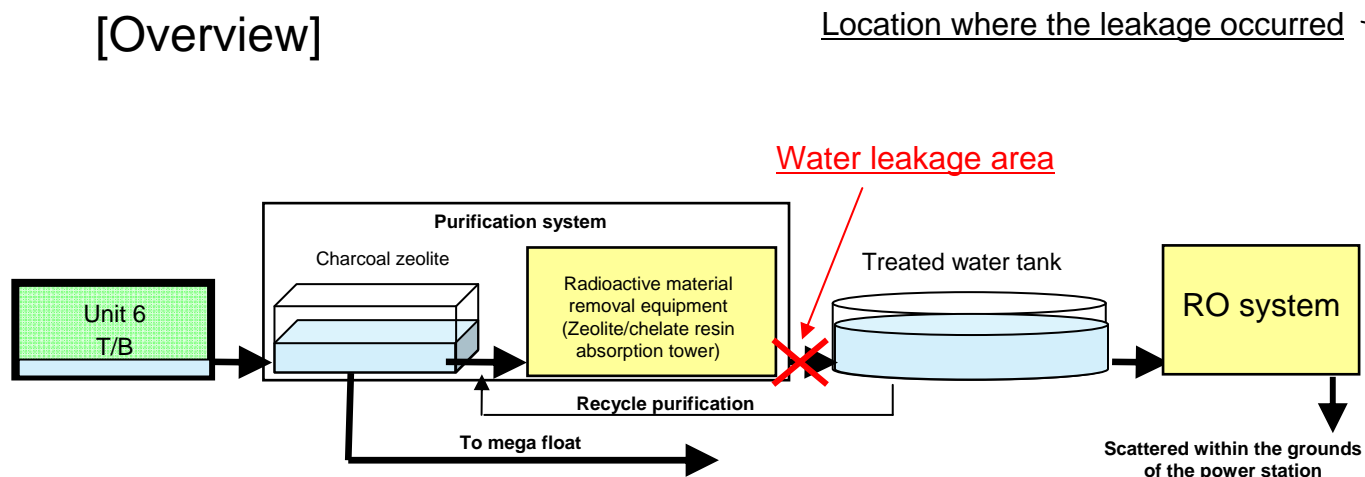 [Overview]
Location where the leakage occurred
Water leakage area
Purification system
Charcoal zeolite
Unit 6
T/B
Radioactive material
removal equipment
(Zeolite/chelate resin
absorption tower)
Treated water tank
RO system
Recycle purification
To mega float
Scattered within the grounds
of the power station